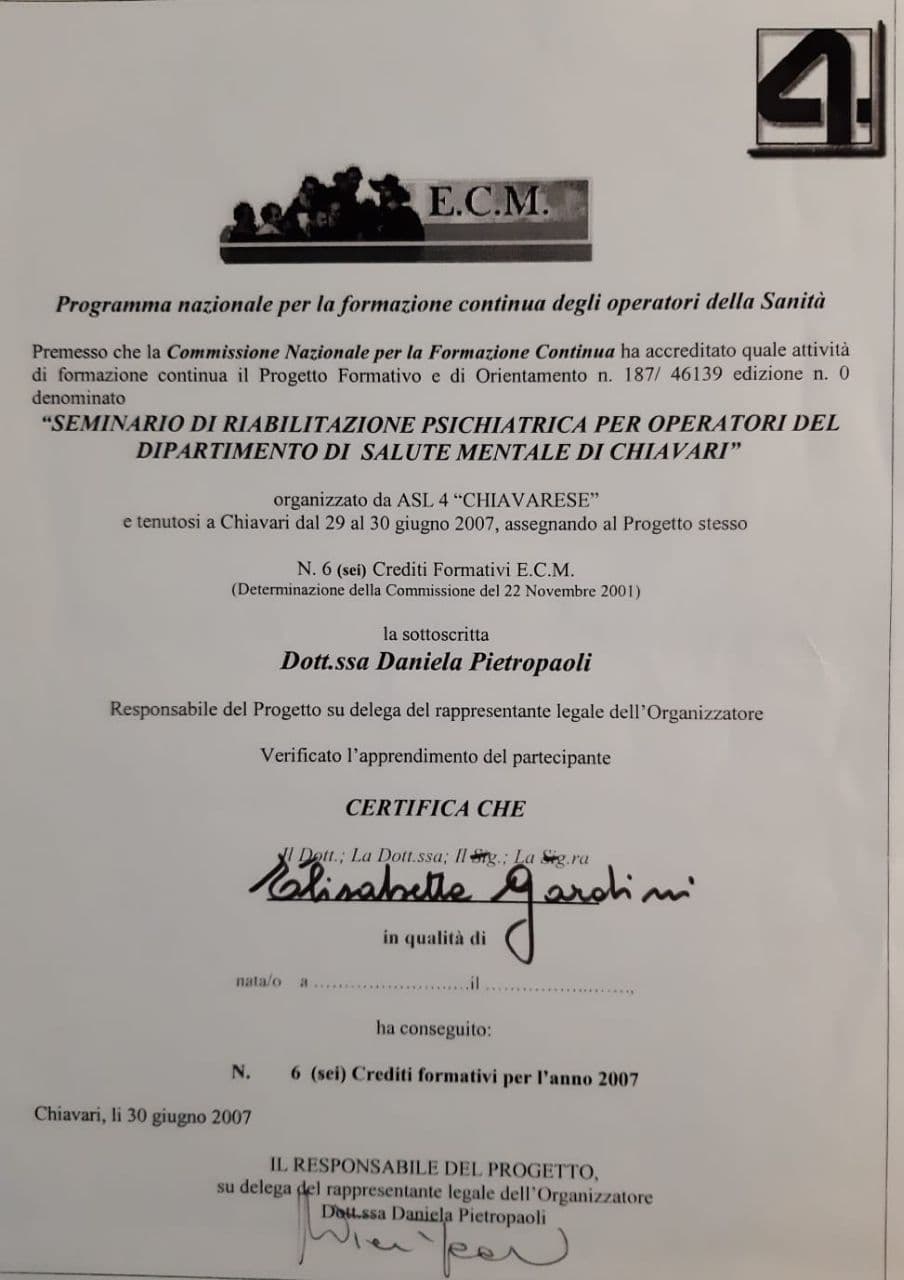 4
E.C.M.
Programma nazionale per la formazione continua degli operatori della Sanità
Premesso che la Commissione Nazionale per la Formazione Continua ha accreditato quale attività
di formazione continua il Progetto Formativo e di Orientamento n. 187/ 46139 edizione n. 0
denominato
“SEMINARIO DI RIABILITAZIONE PSICHIATRICA PER OPERATORI DEL
DIPARTIMENTO DI SALUTE MENTALE DI CHIAVARI”
organizzato da ASL 4 “CHIAVARESE”
e tenutosi a Chiavari dal 29 al 30 giugno 2007, assegnando al Progetto stesso
N. 6 (sei) Crediti Formativi E.C.M.
(Determinazione della Commissione del 22 Novembre 2001)
la sottoscritta
Dott.ssa Daniela Pietropaoli
Responsabile del Progetto su delega del rappresentante legale dell’Organizzatore
Verificato l’apprendimento del partecipante
CERTIFICA CHE
Il Dott.; La Dott.ssa; Il Sig.; La Sig.ra
Elisabetta Gardini
in qualità di
nata/o a ..........................il .........................,
ha conseguito:
N. 6 (sei) Crediti formativi per l’anno 2007
Chiavari, li 30 giugno 2007
IL RESPONSABILE DEL PROGETTO,
su delega del rappresentante legale dell’Organizzatore
Dott.ssa Daniela Pietropaoli